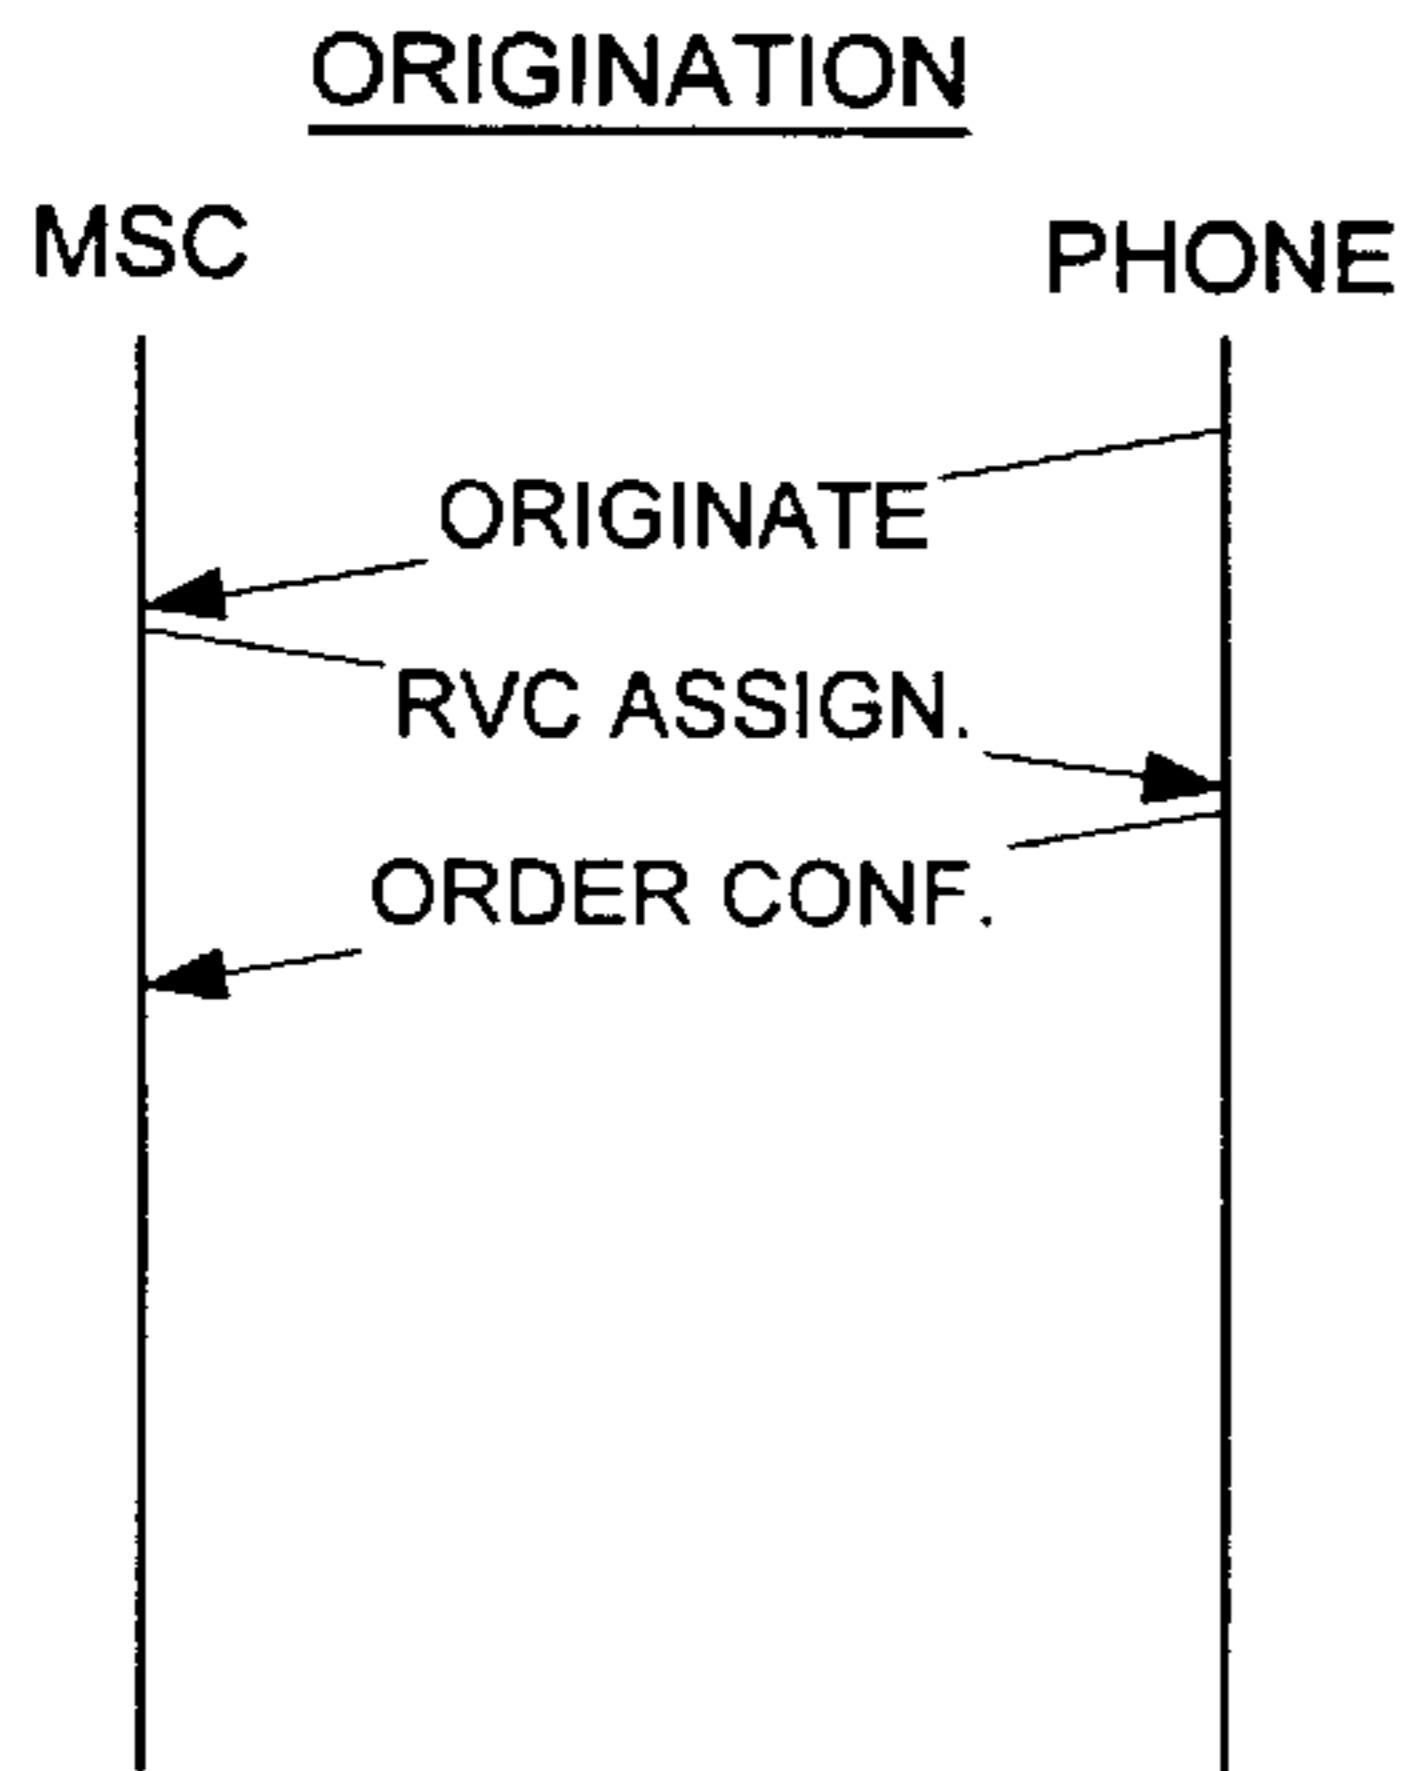 ORIGINATION
MSC
PHONE
ORIGINATE
RVC ASSIGN.
ORDER CONF.